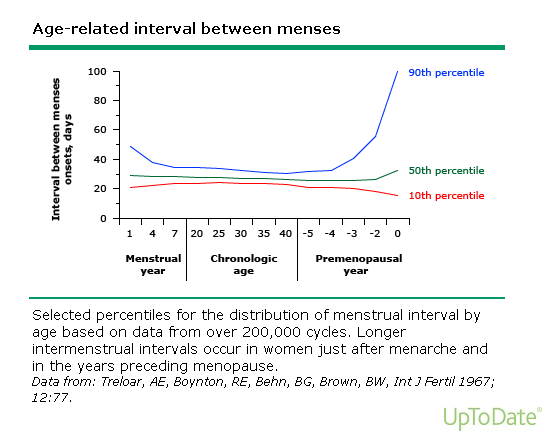 Age-related interval between menses
Interval between menses
onsets, days
100
80
60
40
20
0
90th percentile
50th percentile
10th percentile
1 4 7 20 25 30 35 40 -5 -4 -3 -2 0
Menstrual
year
Chronologic
age
Premenopausal
year
Selected percentiles for the distribution of menstrual interval by
age based on data from over 200,000 cycles. Longer
intermenstrual intervals occur in women just after menarche and
in the years preceding menopause.
Data from: Treloar, AE, Boynton, RE, Behn, BG, Brown, BW, Int J Fertil 1967;
12:77.
UpToDate®